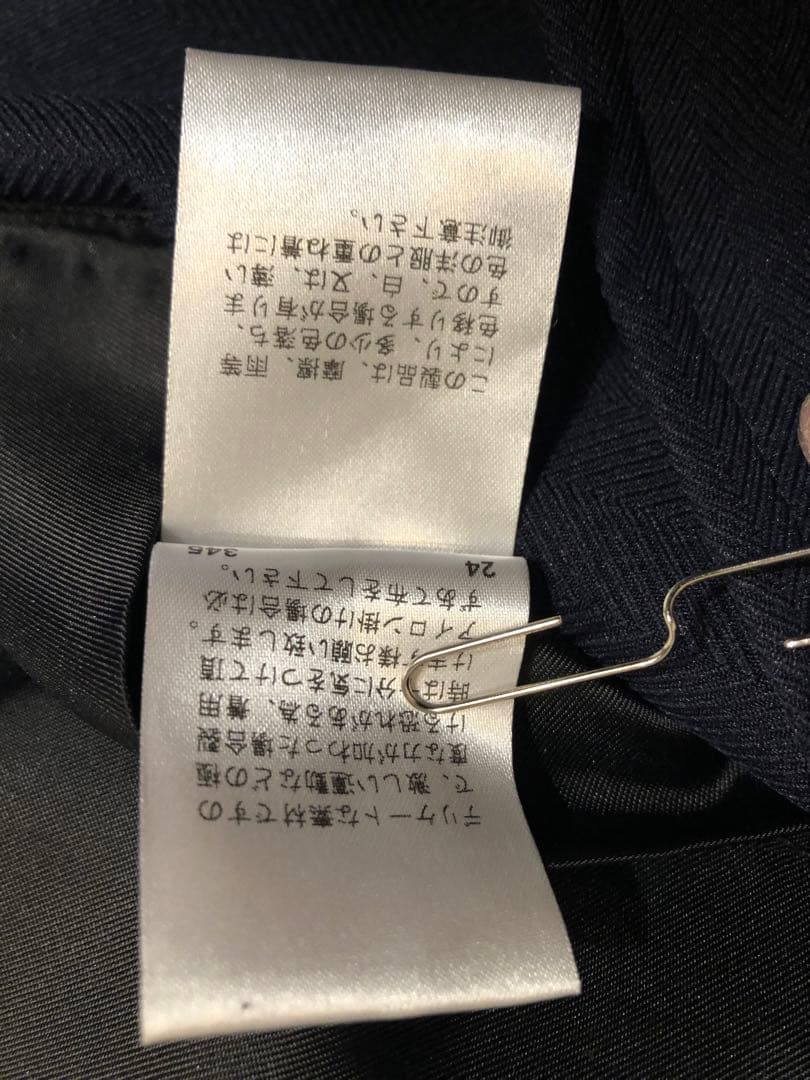 デリケートな素材ですの
で、激しい運動などの極
度な力が加わった場合裂
ける恐れがある為、着用
時は分に気をつけて頂
けます様お願い致します。
アイロン掛けの場合は必
ずあて布をして下さい。
24 345
この製品は、摩擦、雨等
により、多少の色落ち、
色移りする場合が有りま
すので、白、又は、薄い
色の洋服との重ね着には
御注意下さい。